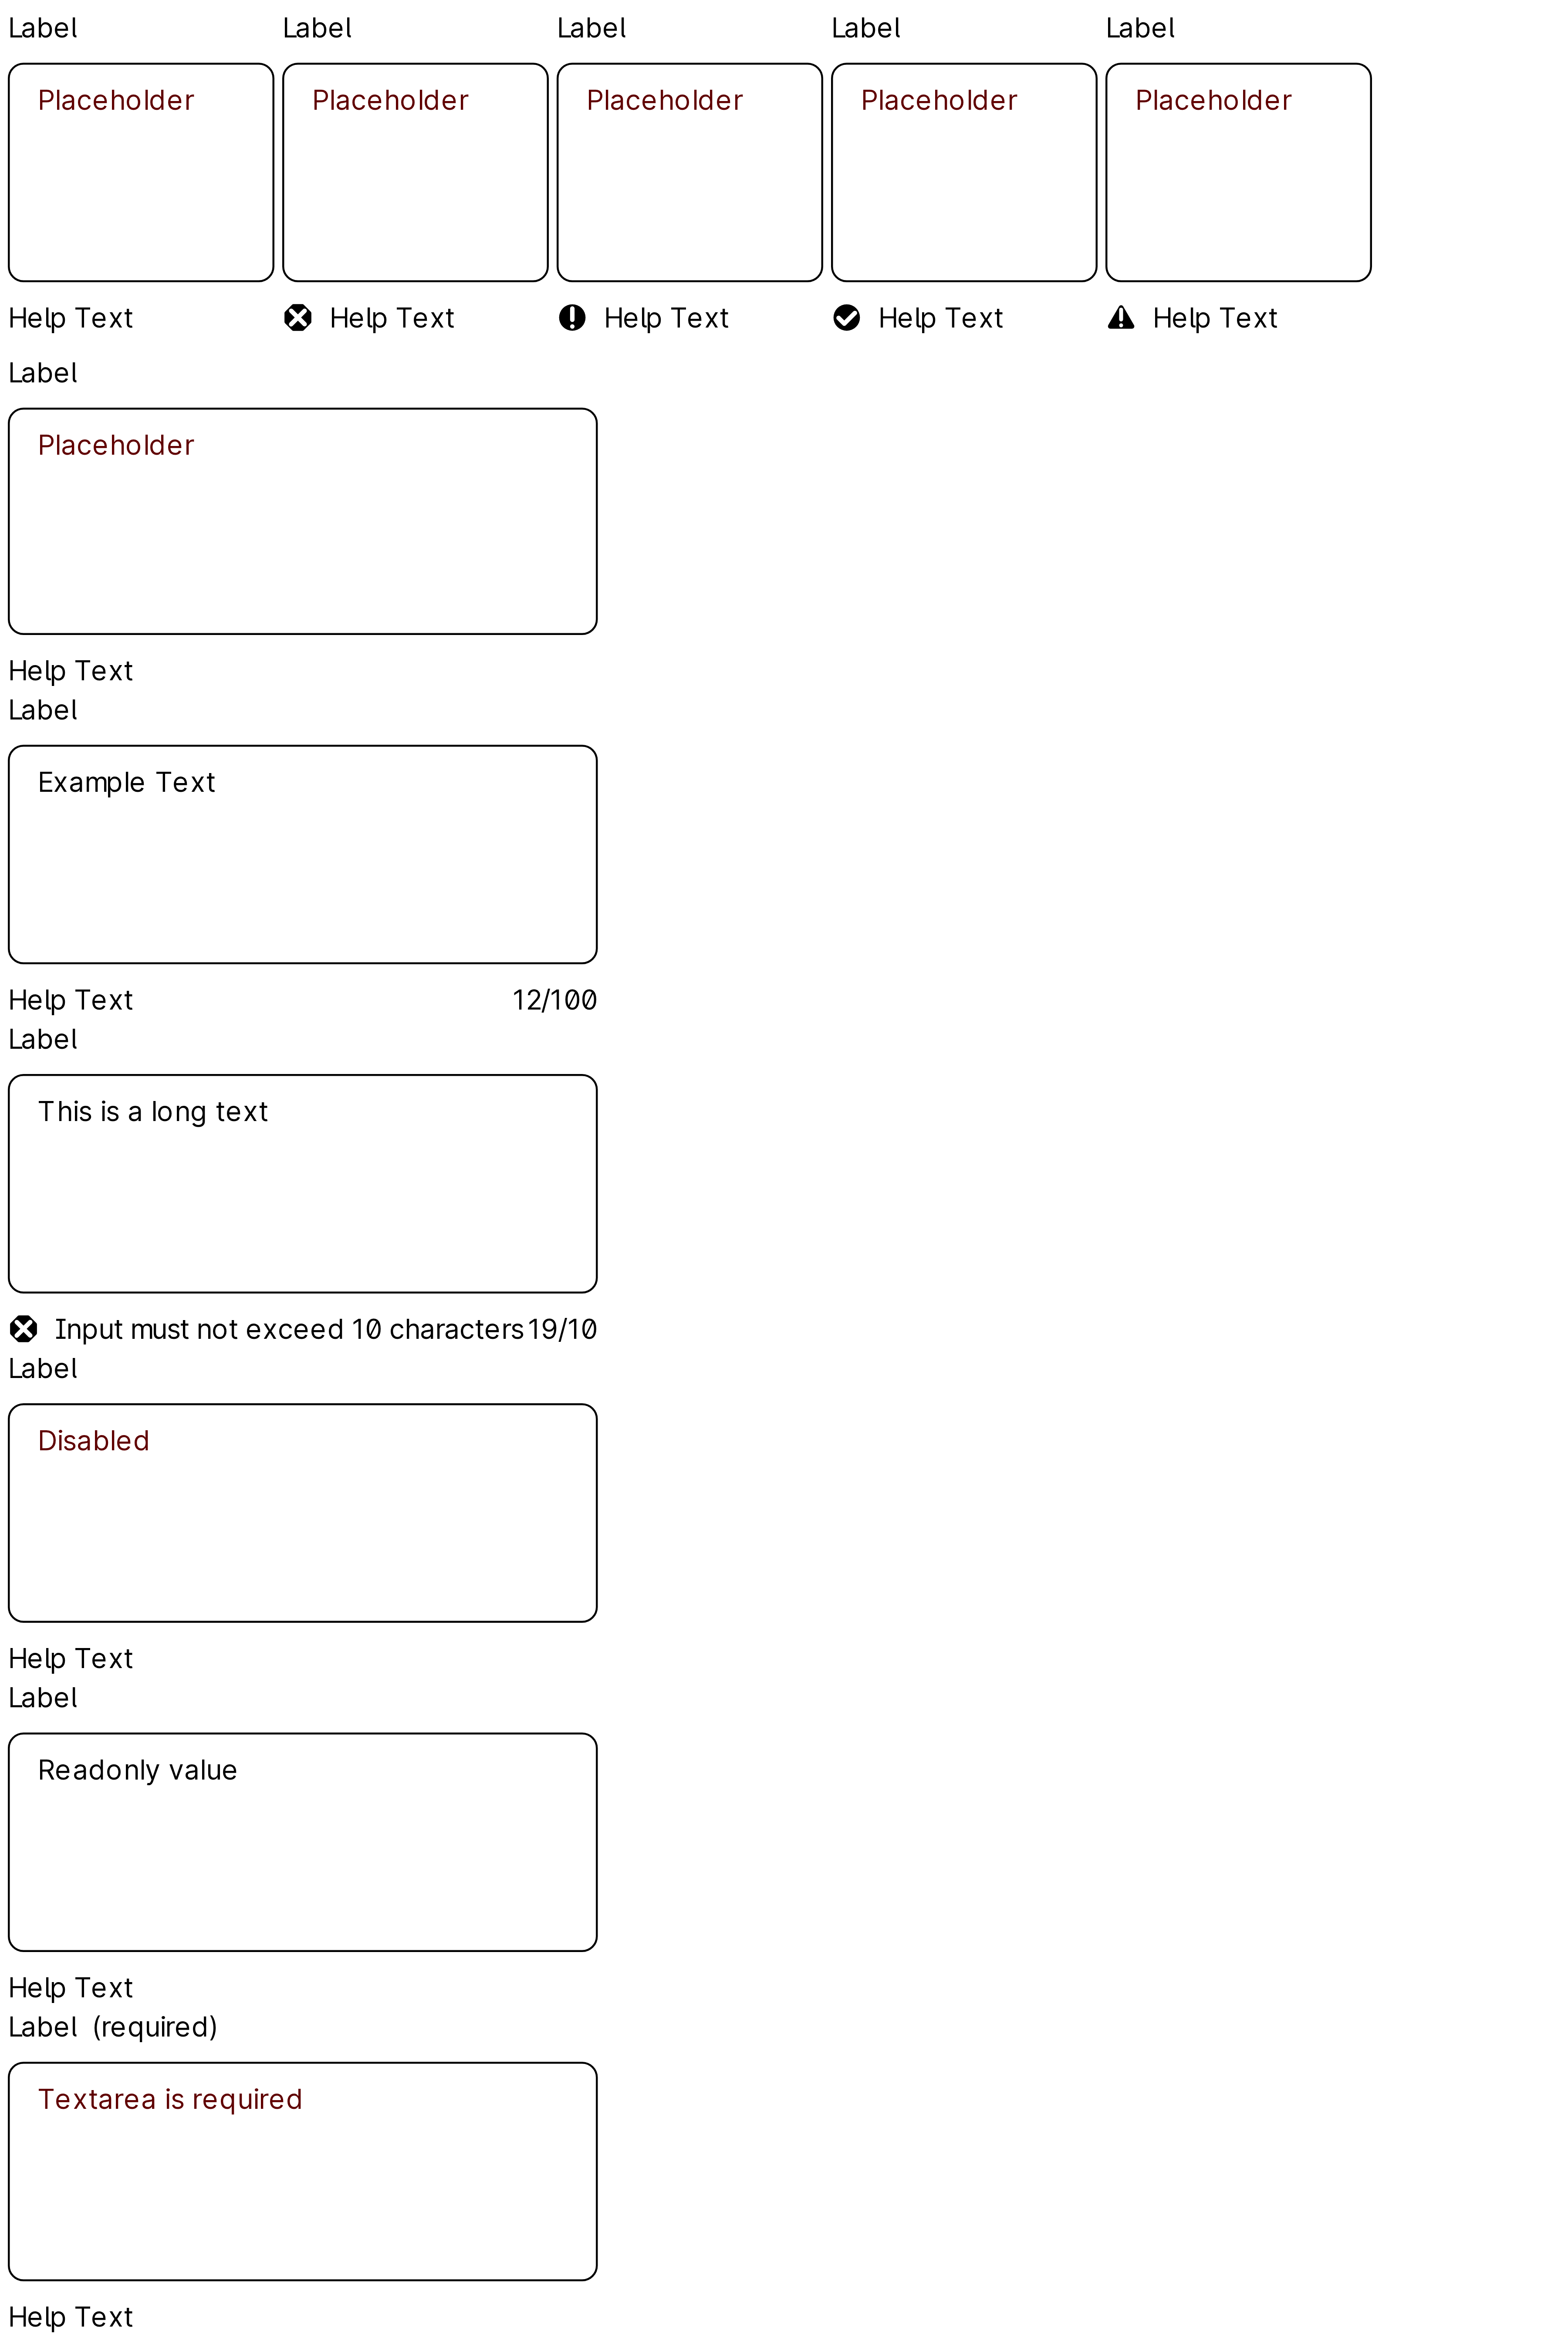 Label Label Label Label Label
Placeholder Placeholder Placeholder Placeholder Placeholder
Help Text Help Text Help Text Help Text Help Text
Label
Placeholder
Help Text
Label
Example Text
Help Text 12/100
Label
This is a long text
Input must not exceed 10 characters 19/10
Label
Disabled
Help Text
Label
Readonly value
Help Text
Label (required)
Textarea is required
Help Text